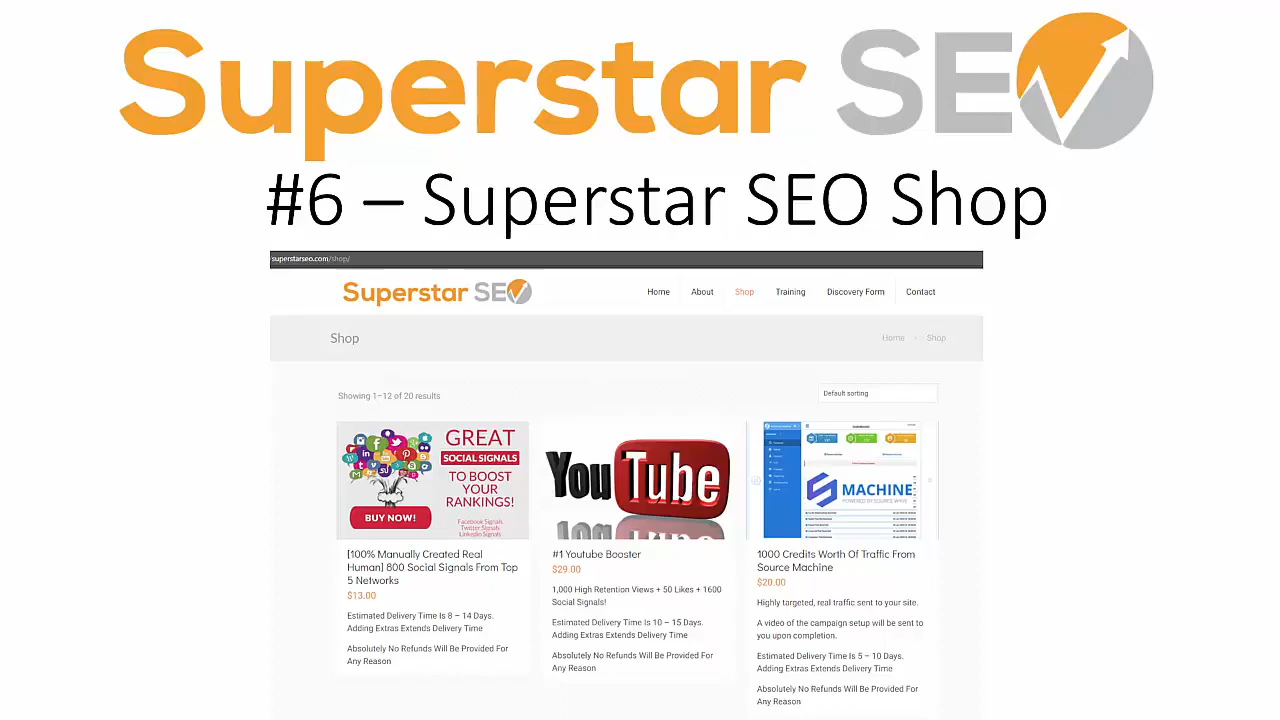 Superstar SEO
#6 – Superstar SEO Shop
superstarseo.com/shop/
Superstar SEO
Home About Shop Training Discovery Form Contact
Shop
Home › Shop
Showing 1–12 of 20 results
Default sorting
GREAT
SOCIAL SIGNALS
TO BOOST
YOUR
RANKINGS!
BUY NOW!
Facebook Signals
Twitter Signals
LinkedIn Signals
[100% Manually Created Real
Human] 800 Social Signals From Top
5 Networks
$13.00
Estimated Delivery Time Is 8 – 14 Days.
Adding Extras Extends Delivery Time
Absolutely No Refunds Will Be Provided For
Any Reason
YouTube
#1 Youtube Booster
$29.00
1,000 High Retention Views + 50 Likes + 1600
Social Signals!
Estimated Delivery Time Is 10 – 15 Days.
Adding Extras Extends Delivery Time
Absolutely No Refunds Will Be Provided For
Any Reason
MACHINE
POWERED BY SOURCE WAVE
1000 Credits Worth Of Traffic From
Source Machine
$20.00
Highly targeted, real traffic sent to your site.
A video of the campaign setup will be sent to
you upon completion.
Estimated Delivery Time Is 5 – 10 Days.
Adding Extras Extends Delivery Time
Absolutely No Refunds Will Be Provided For
Any Reason